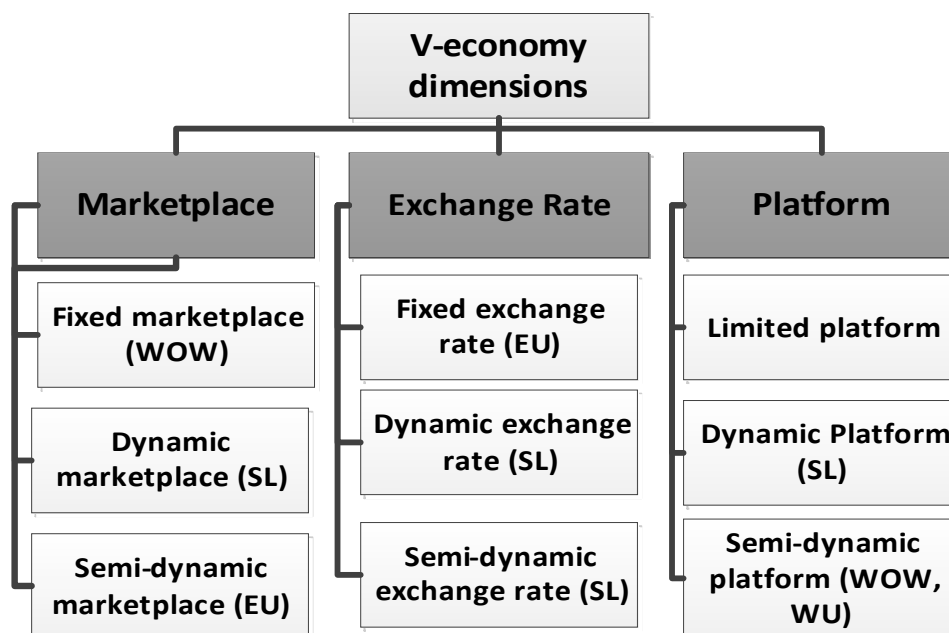 V-economy
dimensions
Marketplace
Fixed marketplace
(WOW)
Dynamic
marketplace (SL)
Semi-dynamic
marketplace (EU)
Exchange Rate
Fixed exchange
rate (EU)
Dynamic exchange
rate (SL)
Semi-dynamic
exchange rate (SL)
Platform
Limited platform
Dynamic Platform
(SL)
Semi-dynamic
platform (WOW,
WU)